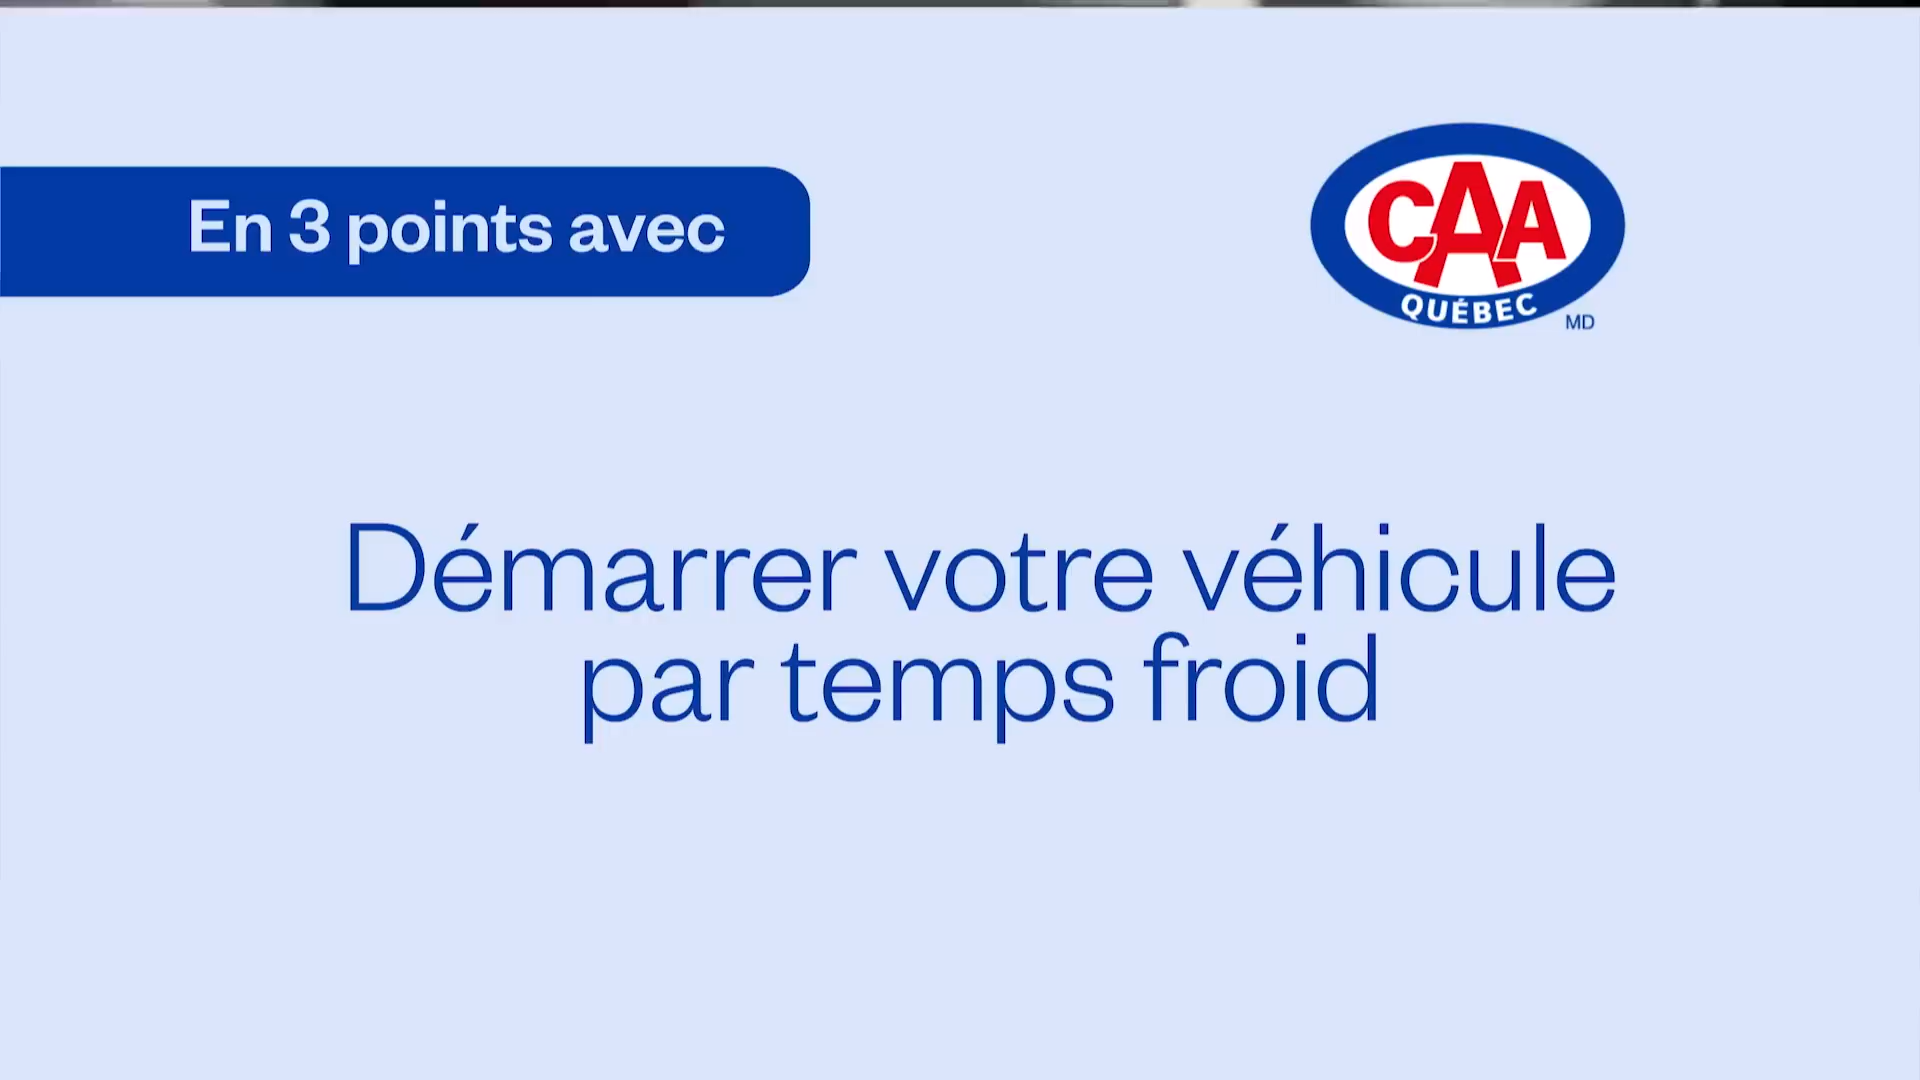 En 3 points avec
CAA
QUÉBEC
MD
Démarrer votre véhicule
par temps froid